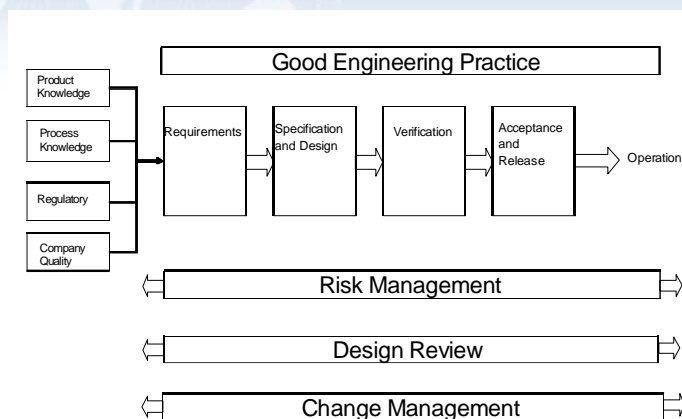 Good Engineering Practice
Product
Knowledge
Process
Knowledge
Regulatory
Company
Quality
Requirements
Specification
and Design
Verification
Acceptance
and
Release
Operation
Risk Management
Design Review
Change Management